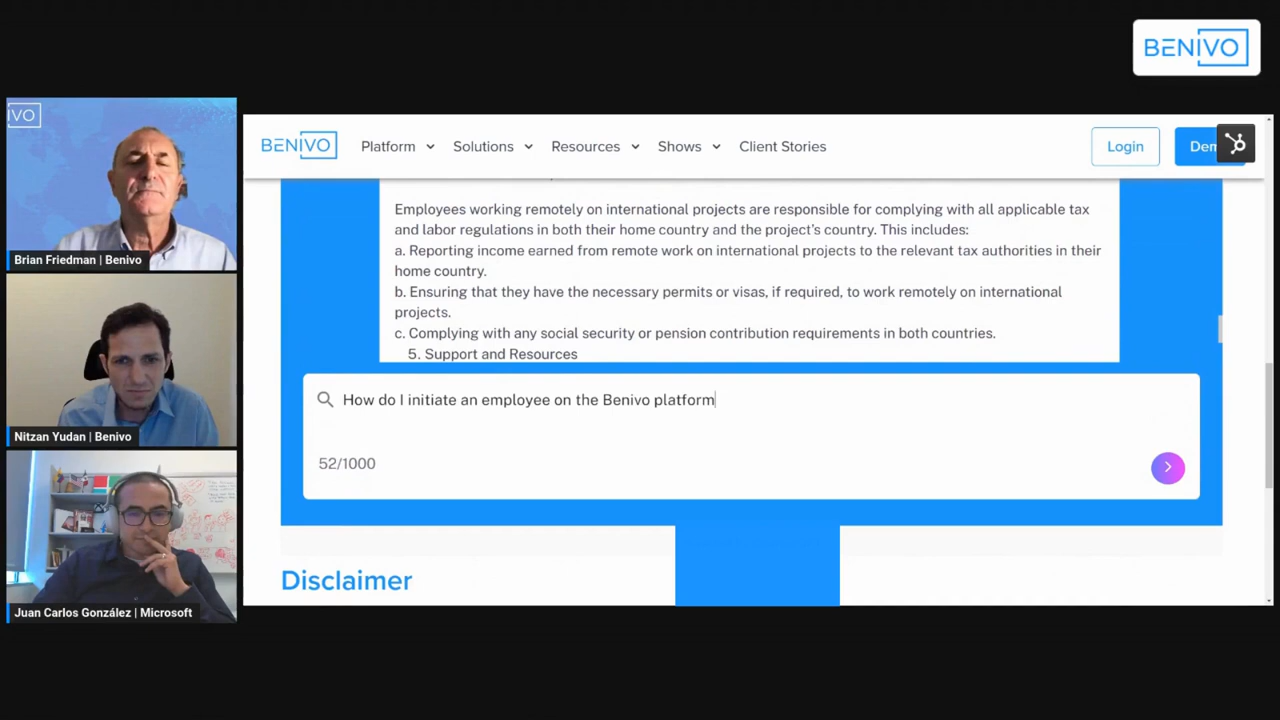 BENIVO
IVO
Brian Friedman | Benivo
Nitzan Yudan | Benivo
Juan Carlos González | Microsoft
BENIVO
Platform
Solutions
Resources
Shows
Client Stories
Login
Dem
Employees working remotely on international projects are responsible for complying with all applicable tax
and labor regulations in both their home country and the project's country. This includes:
a. Reporting income earned from remote work on international projects to the relevant tax authorities in their
home country.
b. Ensuring that they have the necessary permits or visas, if required, to work remotely on international
projects.
c. Complying with any social security or pension contribution requirements in both countries.
5. Support and Resources
How do I initiate an employee on the Benivo platform
52/1000
Disclaimer